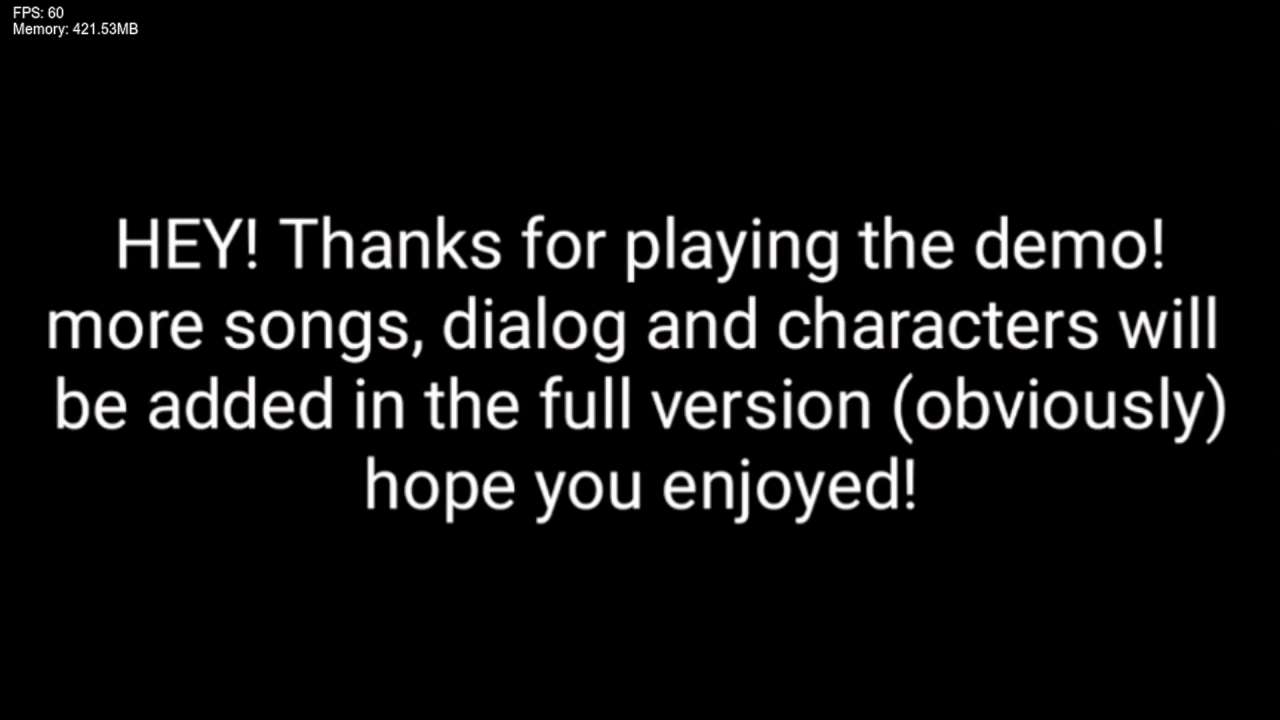 FPS: 60
Memory: 421.53MB
HEY! Thanks for playing the demo!
more songs, dialog and characters will
be added in the full version (obviously)
hope you enjoyed!